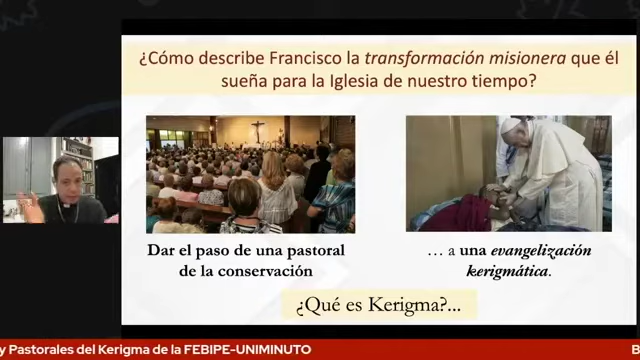 ¿Cómo describe Francisco la transformación misionera que él
sueña para la Iglesia de nuestro tiempo?
Dar el paso de una pastoral
de la conservación
… a una evangelización
kerigmática.
¿Qué es Kerigma?...
y Pastorales del Kerigma de la FEBIPE-UNIMINUTO
B